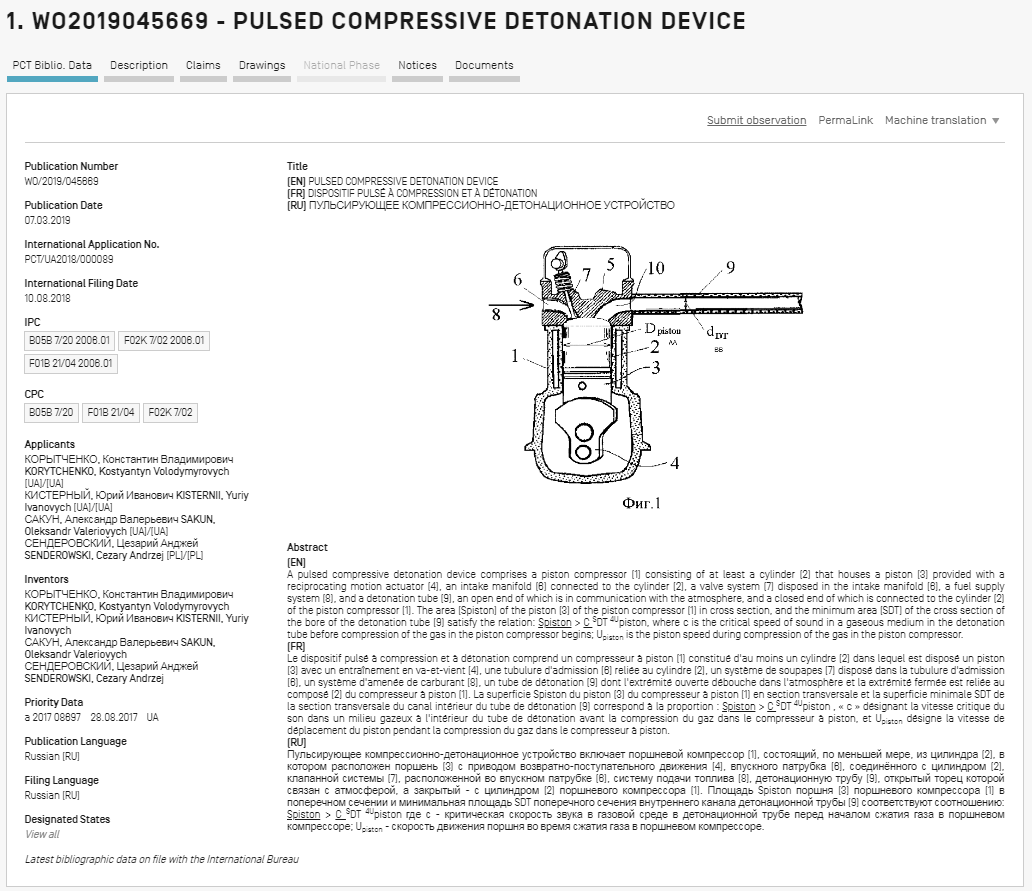 1. WO2019045669 - PULSED COMPRESSIVE DETONATION DEVICE
PCT Biblio. Data
Description
Claims
Drawings
National Phase
Notices
Documents
Submit observation
PermaLink
Machine translation
Publication Number
WO/2019/045669
Publication Date
07.03.2019
International Application No.
PCT/UA2018/000089
International Filing Date
10.08.2018
IPC
B05B 7/20 2006.01
F02K 7/02 2006.01
F01B 21/04 2006.01
CPC
B05B 7/20
F01B 21/04
F02K 7/02
Applicants
КОРЫТЧЕНКО, Константин Владимирович
KORYTCHENKO, Kostyantyn Volodymyrovych
[UA]/[UA]
КИСТЕРНЫЙ, Юрий Иванович KISTERNII, Yuriy
Ivanovych [UA]/[UA]
САКУН, Александр Валерьевич SAKUN,
Oleksandr Valeriovych [UA]/[UA]
СЕНДЕРОВСКИЙ, Цезарий Анджей
SENDEROWSKI, Cezary Andrzej [PL]/[PL]
Inventors
КОРЫТЧЕНКО, Константин Владимирович
KORYTCHENKO, Kostyantyn Volodymyrovych
КИСТЕРНЫЙ, Юрий Иванович KISTERNII, Yuriy
Ivanovych
САКУН, Александр Валерьевич SAKUN,
Oleksandr Valeriovych
СЕНДЕРОВСКИЙ, Цезарий Анджей
SENDEROWSKI, Cezary Andrzej
Priority Data
a 2017 08697 28.08.2017 UA
Publication Language
Russian (RU)
Filing Language
Russian (RU)
Designated States
View all
Latest bibliographic data on file with the International Bureau
Title
[EN] PULSED COMPRESSIVE DETONATION DEVICE
[FR] DISPOSITIF PULSÉ À COMPRESSION ET À DÉTONATION
[RU] ПУЛЬСИРУЮЩЕЕ КОМПРЕССИОННО-ДЕТОНАЦИОННОЕ УСТРОЙСТВО
6
7
5
10
9
8
Dpiston
AA
dDT
BB
1
2
3
4
Фиг.1
Abstract
[EN]
A pulsed compressive detonation device comprises a piston compressor [1] consisting of at least a cylinder [2] that houses a piston [3] provided with a
reciprocating motion actuator [4], an intake manifold [6] connected to the cylinder [2], a valve system [7] disposed in the intake manifold [6], a fuel supply
system [8], and a detonation tube [9], an open end of which is in communication with the atmosphere, and a closed end of which is connected to the cylinder [2]
of the piston compressor [1]. The area [Spiston] of the piston [3] of the piston compressor [1] in cross section, and the minimum area [SDT] of the cross section
of the bore of the detonation tube [9] satisfy the relation: Spiston > C SDT 4Upiston, where c is the critical speed of sound in a gaseous medium in the detonation
tube before compression of the gas in the piston compressor begins; Upiston is the piston speed during compression of the gas in the piston compressor.
[FR]
Le dispositif pulsé à compression et à détonation comprend un compresseur à piston [1] constitué d'au moins un cylindre [2] dans lequel est disposé un piston
[3] avec un entraînement en va-et-vient [4], une tubulure d'admission [6] reliée au cylindre [2], un système de soupapes [7] disposé dans la tubulure d'admission
[6], un système d'amenée de carburant [8], un tube de détonation [9] dont l'extrémité ouverte débouche dans l'atmosphère et la extrémité fermée est reliée au
composé [2] du compresseur à piston [1]. La superficie Spiston du piston [3] du compresseur à piston [1] en section transversale et la superficie minimale SDT de
la section transversale du canal intérieur du tube de détonation [9] correspond à la proportion : Spiston > C SDT 4Upiston , « c » désignant la vitesse critique du
son dans un milieu gazeux à l'intérieur du tube de détonation avant la compression du gaz dans le compresseur à piston, et Upiston désigne la vitesse de
déplacement du piston pendant la compression du gaz dans le compresseur à piston.
[RU]
Пульсирующее компрессионно-детонационное устройство включает поршневой компрессор [1], состоящий, по меньшей мере, из цилиндра [2], в
котором расположен поршень [3] с приводом возвратно-поступательного движения [4], впускного патрубка [6], соединённого с цилиндром [2],
клапанной системы [7], расположенной во впускном патрубке [6], систему подачи топлива [8], детонационную трубу [9], открытый торец которой
связан с атмосферой, а закрытый - с цилиндром [2] поршневого компрессора [1]. Площадь Spiston поршня [3] поршневого компрессора [1] в
поперечном сечении и минимальная площадь SDT поперечного сечения внутреннего канала детонационной трубы [9] соответствуют соотношению:
Spiston > C SDT 4Upiston где с - критическая скорость звука в газовой среде в детонационной трубе перед началом сжатия газа в поршневом
компрессоре; Upiston - скорость движения поршня во время сжатия газа в поршневом компрессоре.